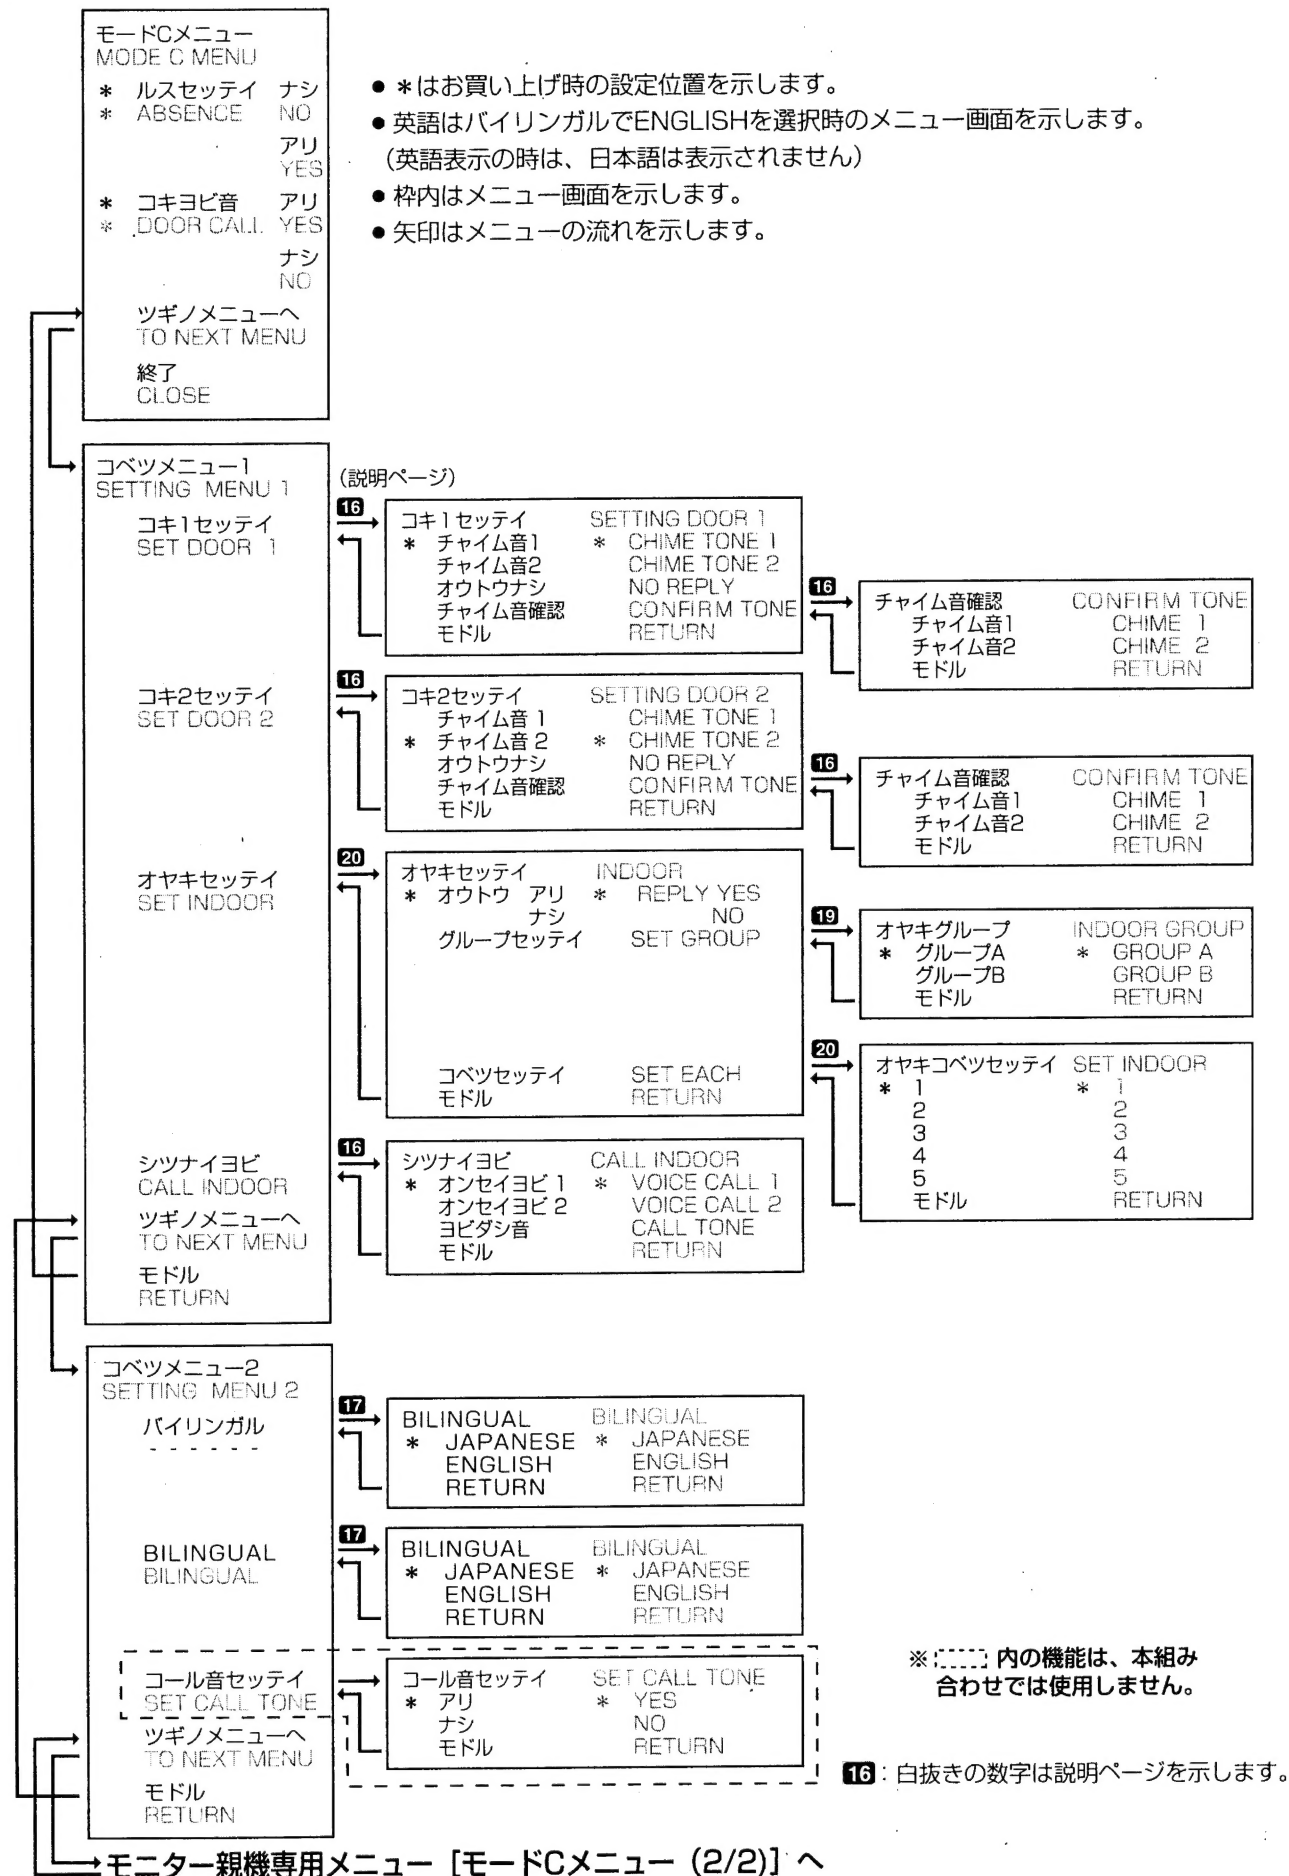 モードCメニュー
MODE C MENU
* ルスセッテイ ナシ
* ABSENCE NO
アリ
YES
* コキヨビ音 アリ
* DOOR CALL YES
ナシ
NO
ツギノメニューへ
TO NEXT MENU
終了
CLOSE
● *はお買い上げ時の設定位置を示します。
● 英語はバイリンガルでENGLISHを選択時のメニュー画面を示します。
(英語表示の時は、日本語は表示されません)
● 枠内はメニュー画面を示します。
● 矢印はメニューの流れを示します。
コベツメニュー1
SETTING MENU 1
(説明ページ)
コキ1セッテイ
SET DOOR 1
16
コキ1セッテイ SETTING DOOR 1
* チャイム音1 * CHIME TONE 1
チャイム音2 CHIME TONE 2
オウトウナシ NO REPLY
チャイム音確認 CONFIRM TONE
モドル RETURN
16
チャイム音確認 CONFIRM TONE
チャイム音1 CHIME 1
チャイム音2 CHIME 2
モドル RETURN
コキ2セッテイ
SET DOOR 2
16
コキ2セッテイ SETTING DOOR 2
チャイム音 1 CHIME TONE 1
* チャイム音 2 * CHIME TONE 2
オウトウナシ NO REPLY
チャイム音確認 CONFIRM TONE
モドル RETURN
16
チャイム音確認 CONFIRM TONE
チャイム音1 CHIME 1
チャイム音2 CHIME 2
モドル RETURN
オヤキセッテイ
SET INDOOR
20
オヤキセッテイ INDOOR
* オウトウ アリ * REPLY YES
ナシ NO
グループセッテイ SET GROUP
コベツセッテイ SET EACH
モドル RETURN
19
オヤキグループ INDOOR GROUP
* グループA * GROUP A
グループB GROUP B
モドル RETURN
20
オヤキコベツセッテイ SET INDOOR
* 1 * 1
2 2
3 3
4 4
5 5
モドル RETURN
シツナイヨビ
CALL INDOOR
16
シツナイヨビ CALL INDOOR
* オンセイヨビ 1 * VOICE CALL 1
オンセイヨビ 2 VOICE CALL 2
ヨビダシ音 CALL TONE
モドル RETURN
ツギノメニューへ
TO NEXT MENU
モドル
RETURN
コベツメニュー2
SETTING MENU 2
バイリンガル
- - - - - -
17
BILINGUAL BILINGUAL
* JAPANESE * JAPANESE
ENGLISH ENGLISH
RETURN RETURN
BILINGUAL
BILINGUAL
17
BILINGUAL BILINGUAL
* JAPANESE * JAPANESE
ENGLISH ENGLISH
RETURN RETURN
コール音セッテイ
SET CALL TONE
コール音セッテイ SET CALL TONE
* アリ * YES
ナシ NO
モドル RETURN
※ 内の機能は、本組み
合わせでは使用しません。
ツギノメニューへ
TO NEXT MENU
モドル
RETURN
16 : 白抜きの数字は説明ページを示します。
モニター親機専用メニュー [モードCメニュー (2/2)] へ